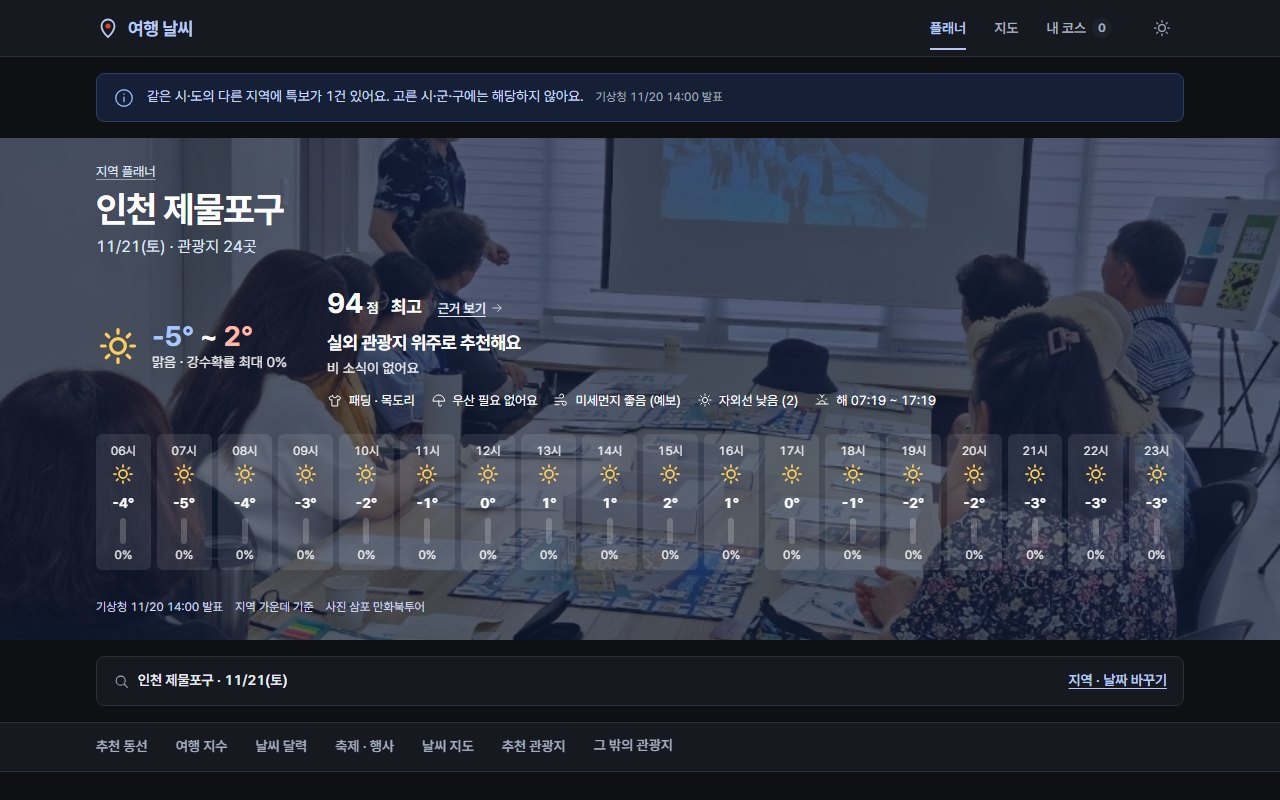 여행 날씨
플래너 지도 내 코스 0
같은 시·도의 다른 지역에 특보가 1건 있어요. 고른 시·군·구에는 해당하지 않아요. 기상청 11/20 14:00 발표
지역 플래너
인천 제물포구
11/21(토) · 관광지 24곳
94점 최고 근거 보기 →
-5° ~ 2°
맑음 · 강수확률 최대 0%
실외 관광지 위주로 추천해요
비 소식이 없어요
패딩 · 목도리 우산 필요 없어요 미세먼지 좋음 (예보) 자외선 낮음 (2) 해 07:19 ~ 17:19
06시 07시 08시 09시 10시 11시 12시 13시 14시 15시 16시 17시 18시 19시 20시 21시 22시 23시
-4° -5° -4° -3° -2° -1° 0° 1° 1° 2° 1° 0° -1° -2° -2° -3° -3° -3°
0% 0% 0% 0% 0% 0% 0% 0% 0% 0% 0% 0% 0% 0% 0% 0% 0% 0%
기상청 11/20 14:00 발표 지역 가운데 기준 사진 삼포 만화북투어
인천 제물포구 · 11/21(토)
지역 · 날짜 바꾸기
추천 동선 여행 지수 날씨 달력 축제 · 행사 날씨 지도 추천 관광지 그 밖의 관광지